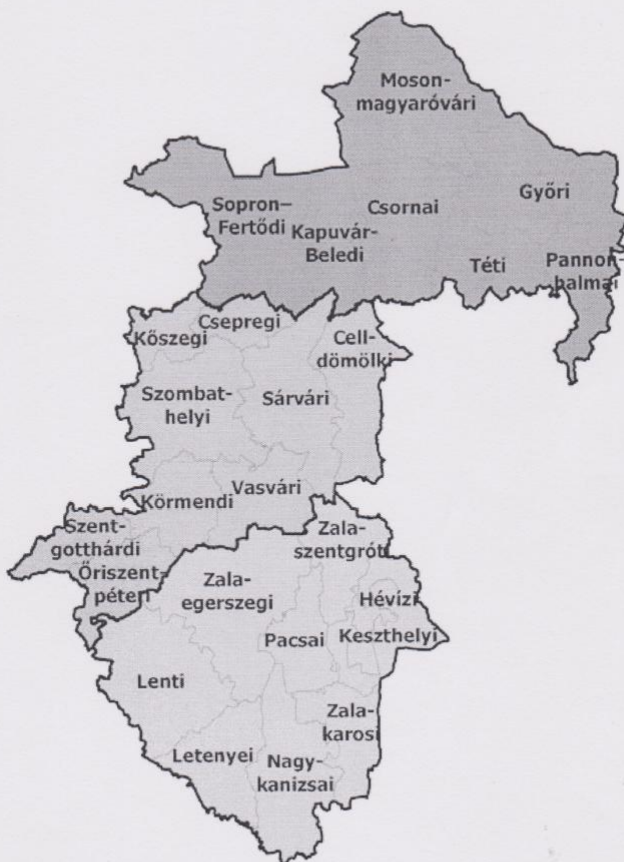 Moson-
magyaróvári
Győri
Sopron–
Fertődi
Csornai
Kapuvár-
Beledi
Téti
Pannon-
halmai
Csepregi
Kőszegi
Cell-
dömölki
Szombat-
helyi
Sárvári
Körmendi
Vasvári
Szent-
gotthárdi
Őriszent-
péteri
Zala-
szentgróti
Zala-
egerszegi
Hévízi
Pacsai
Keszthelyi
Lenti
Zala-
karosi
Letenyei
Nagy-
kanizsai